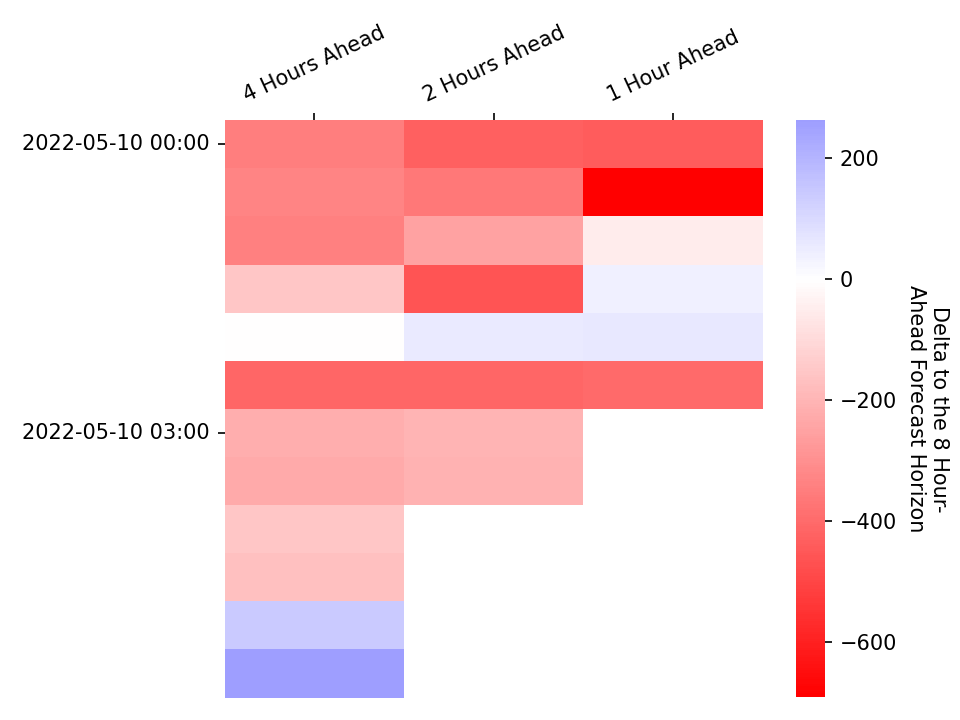 4 Hours Ahead
2 Hours Ahead
1 Hour Ahead
2022-05-10 00:00
2022-05-10 03:00
200
0
−200
−400
−600
Delta to the 8 Hour-
Ahead Forecast Horizon